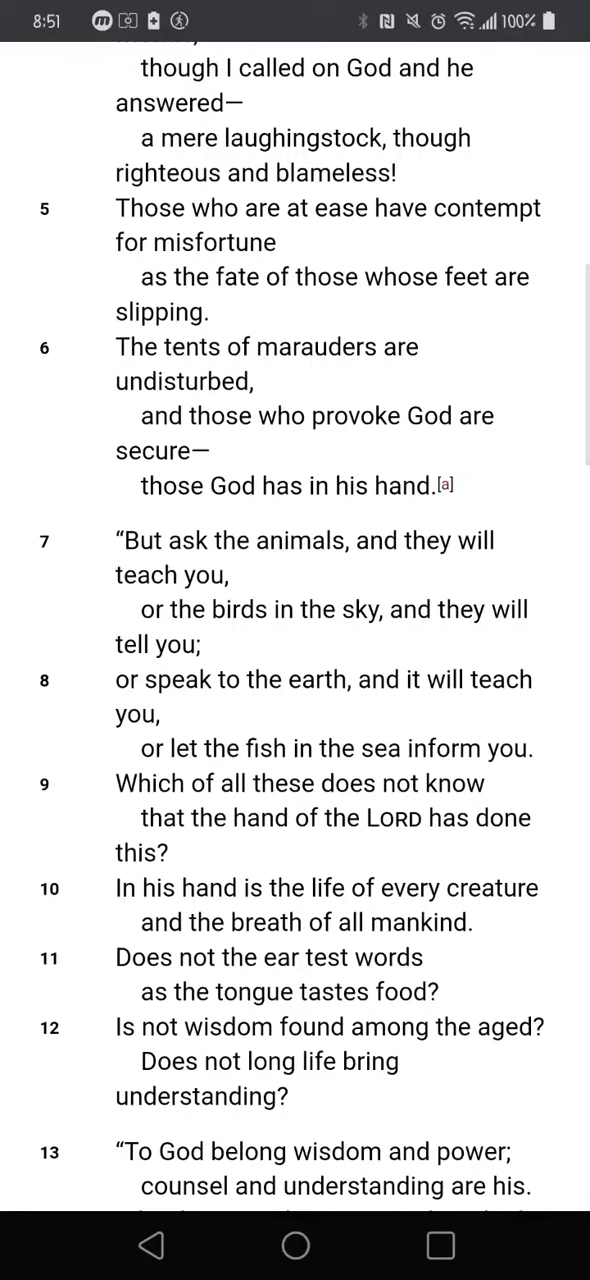 8:51
100%
though I called on God and he
answered—
a mere laughingstock, though
righteous and blameless!
5 Those who are at ease have contempt
for misfortune
as the fate of those whose feet are
slipping.
6 The tents of marauders are
undisturbed,
and those who provoke God are
secure—
those God has in his hand.[a]
7 “But ask the animals, and they will
teach you,
or the birds in the sky, and they will
tell you;
8 or speak to the earth, and it will teach
you,
or let the fish in the sea inform you.
9 Which of all these does not know
that the hand of the LORD has done
this?
10 In his hand is the life of every creature
and the breath of all mankind.
11 Does not the ear test words
as the tongue tastes food?
12 Is not wisdom found among the aged?
Does not long life bring
understanding?
13 “To God belong wisdom and power;
counsel and understanding are his.